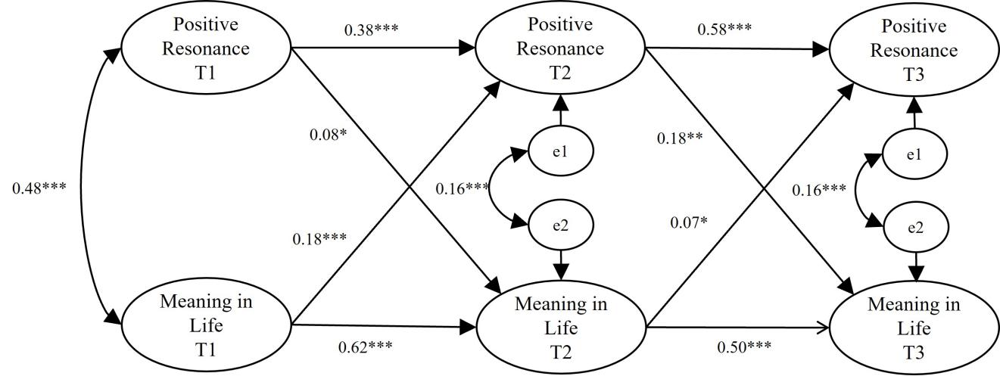 Positive
Resonance
T1
0.38***
Positive
Resonance
T2
0.58***
Positive
Resonance
T3
0.08*
0.18**
e1
e1
0.48***
0.16***
0.16***
e2
e2
0.18***
0.07*
Meaning in
Life
T1
0.62***
Meaning in
Life
T2
0.50***
Meaning in
Life
T3